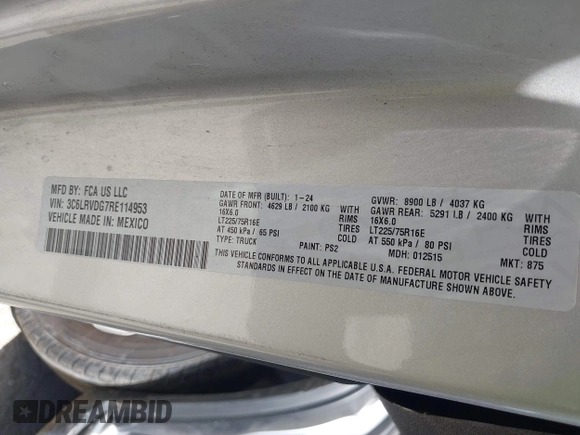 MFD BY: FCA US LLC
VIN: 3C6LRVDG7RE114953
VEHICLE MADE IN: MEXICO
DATE OF MFR (BUILT): 1-24
GAWR FRONT: 4629 LB / 2100 KG
16X6.0 RIMS
LT225/75R16E TIRES
AT 450 kPa / 65 PSI COLD
TYPE: TRUCK PAINT: PS2
GVWR: 8900 LB / 4037 KG
GAWR REAR: 5291 LB / 2400 KG
16X6.0 RIMS
LT225/75R16E TIRES
AT 550 kPa / 80 PSI COLD
MDH: 012515 MKT: 875
THIS VEHICLE CONFORMS TO ALL APPLICABLE U.S.A. FEDERAL MOTOR VEHICLE SAFETY
STANDARDS IN EFFECT ON THE DATE OF MANUFACTURE SHOWN ABOVE.
DREAMBID